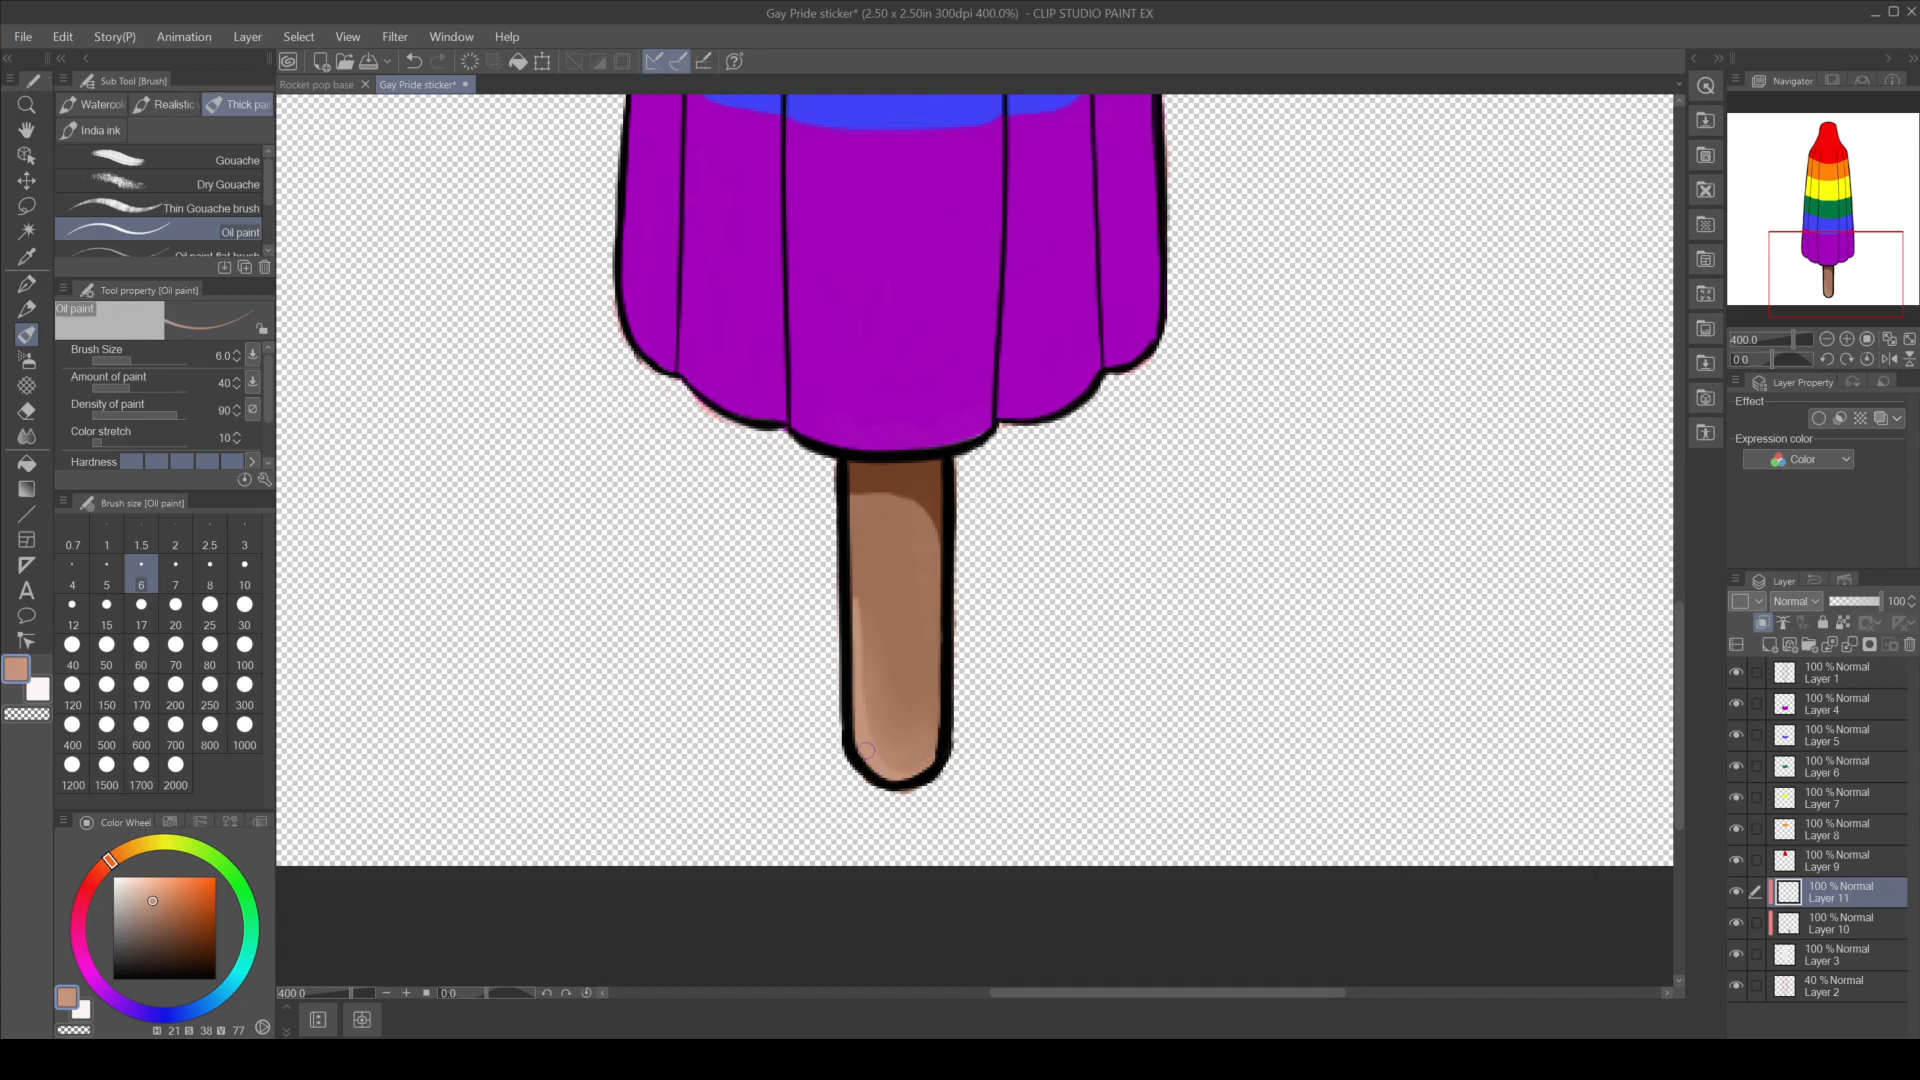 Gay Pride sticker* (2.50 x 2.50in 300dpi 400.0%) - CLIP STUDIO PAINT EX
File Edit Story(P) Animation Layer Select View Filter Window Help
Sub Tool [Brush]
Rocket pop base
Gay Pride sticker*
Navigator
Waterco
Realistic
Thick pai
India ink
Gouache
Dry Gouache
Thin Gouache brush
Oil paint
Oil paint flat brush
Tool property [Oil paint]
Oil paint
Brush Size 6.0
Amount of paint 40
Density of paint 90
Color stretch 10
Hardness
Brush size [Oil paint]
0.7 1 1.5 2 2.5 3
4 5 6 7 8 10
12 15 17 20 25 30
40 50 60 70 80 100
120 150 170 200 250 300
400 500 600 700 800 1000
1200 1500 1700 2000
Color Wheel
H 21 S 38 V 77
400.0
0.0
400.0
0.0
Layer Property
Effect
Expression color
Color
Layer
Normal
100
100 % Normal
Layer 1
100 % Normal
Layer 4
100 % Normal
Layer 5
100 % Normal
Layer 6
100 % Normal
Layer 7
100 % Normal
Layer 8
100 % Normal
Layer 9
100 % Normal
Layer 11
100 % Normal
Layer 10
100 % Normal
Layer 3
40 % Normal
Layer 2